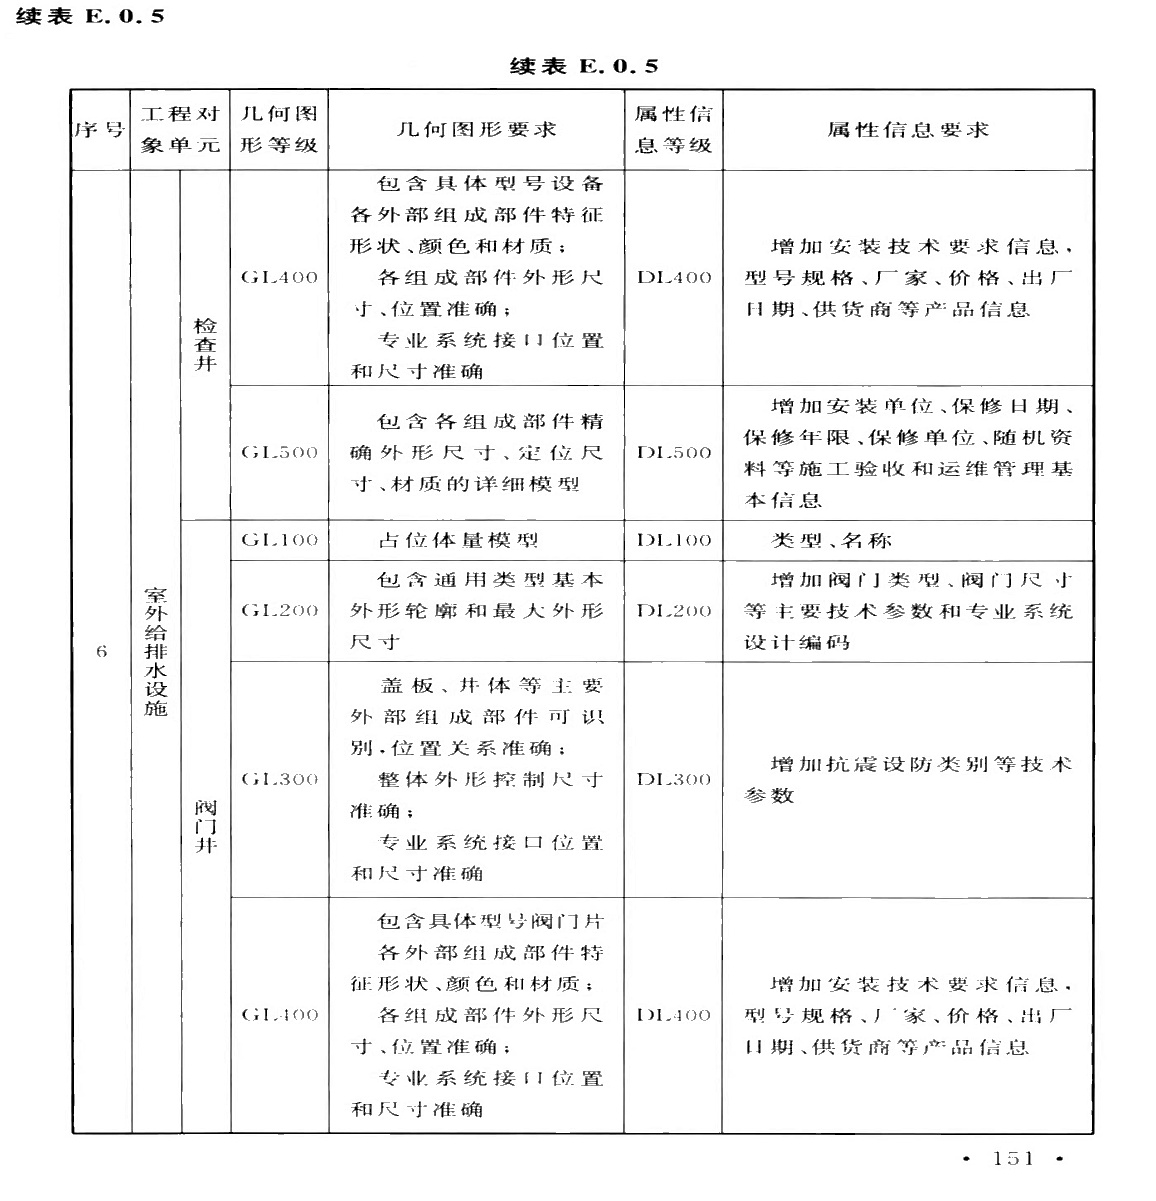 续表 E.0.5
续表 E.0.5
序号
工程对
象单元
几何图
形等级
几何图形要求
属性信
息等级
属性信息要求
6
室外给排水设施
检查井
GL400
包含具体型号设备
各外部组成部件特征
形状、颜色和材质；
各组成部件外形尺
寸、位置准确；
专业系统接口位置
和尺寸准确
DL400
增加安装技术要求信息，
型号规格、厂家、价格、出厂
日期、供货商等产品信息
GL500
包含各组成部件精
确外形尺寸、定位尺
寸、材质的详细模型
DL500
增加安装单位、保修日期、
保修年限、保修单位、随机资
料等施工验收和运维管理基
本信息
阀门井
GL100
占位体量模型
DL100
类型、名称
GL200
包含通用类型基本
外形轮廓和最大外形
尺寸
DL200
增加阀门类型、阀门尺寸
等主要技术参数和专业系统
设计编码
GL300
盖板、井体等主要
外部组成部件可识
别，位置关系准确；
整体外形控制尺寸
准确；
专业系统接口位置
和尺寸准确
DL300
增加抗震设防类别等技术
参数
GL400
包含具体型号阀门片
各外部组成部件特
征形状、颜色和材质；
各组成部件外形尺
寸、位置准确；
专业系统接口位置
和尺寸准确
DL400
增加安装技术要求信息，
型号规格、厂家、价格、出厂
日期、供货商等产品信息
· 151 ·